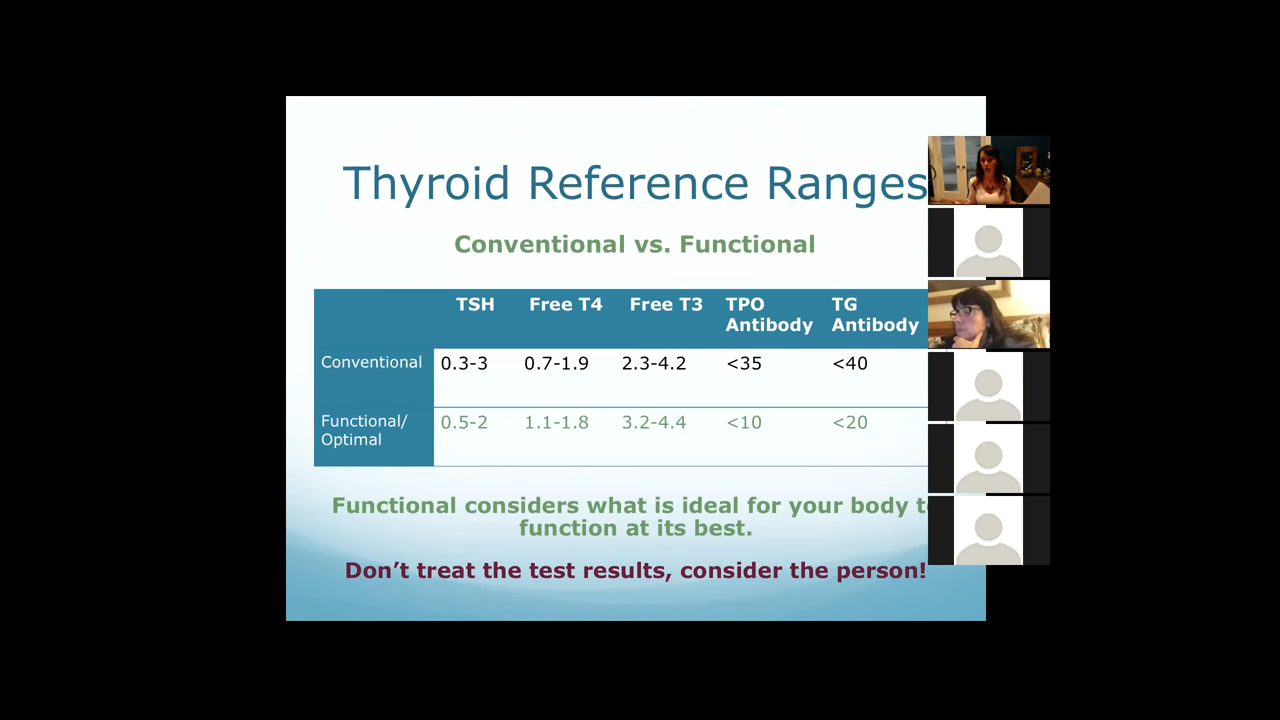 Thyroid Reference Ranges
Conventional vs. Functional
TSH Free T4 Free T3 TPO Antibody TG Antibody
Conventional 0.3-3 0.7-1.9 2.3-4.2 <35 <40
Functional/ Optimal 0.5-2 1.1-1.8 3.2-4.4 <10 <20
Functional considers what is ideal for your body
function at its best.
Don’t treat the test results, consider the person!